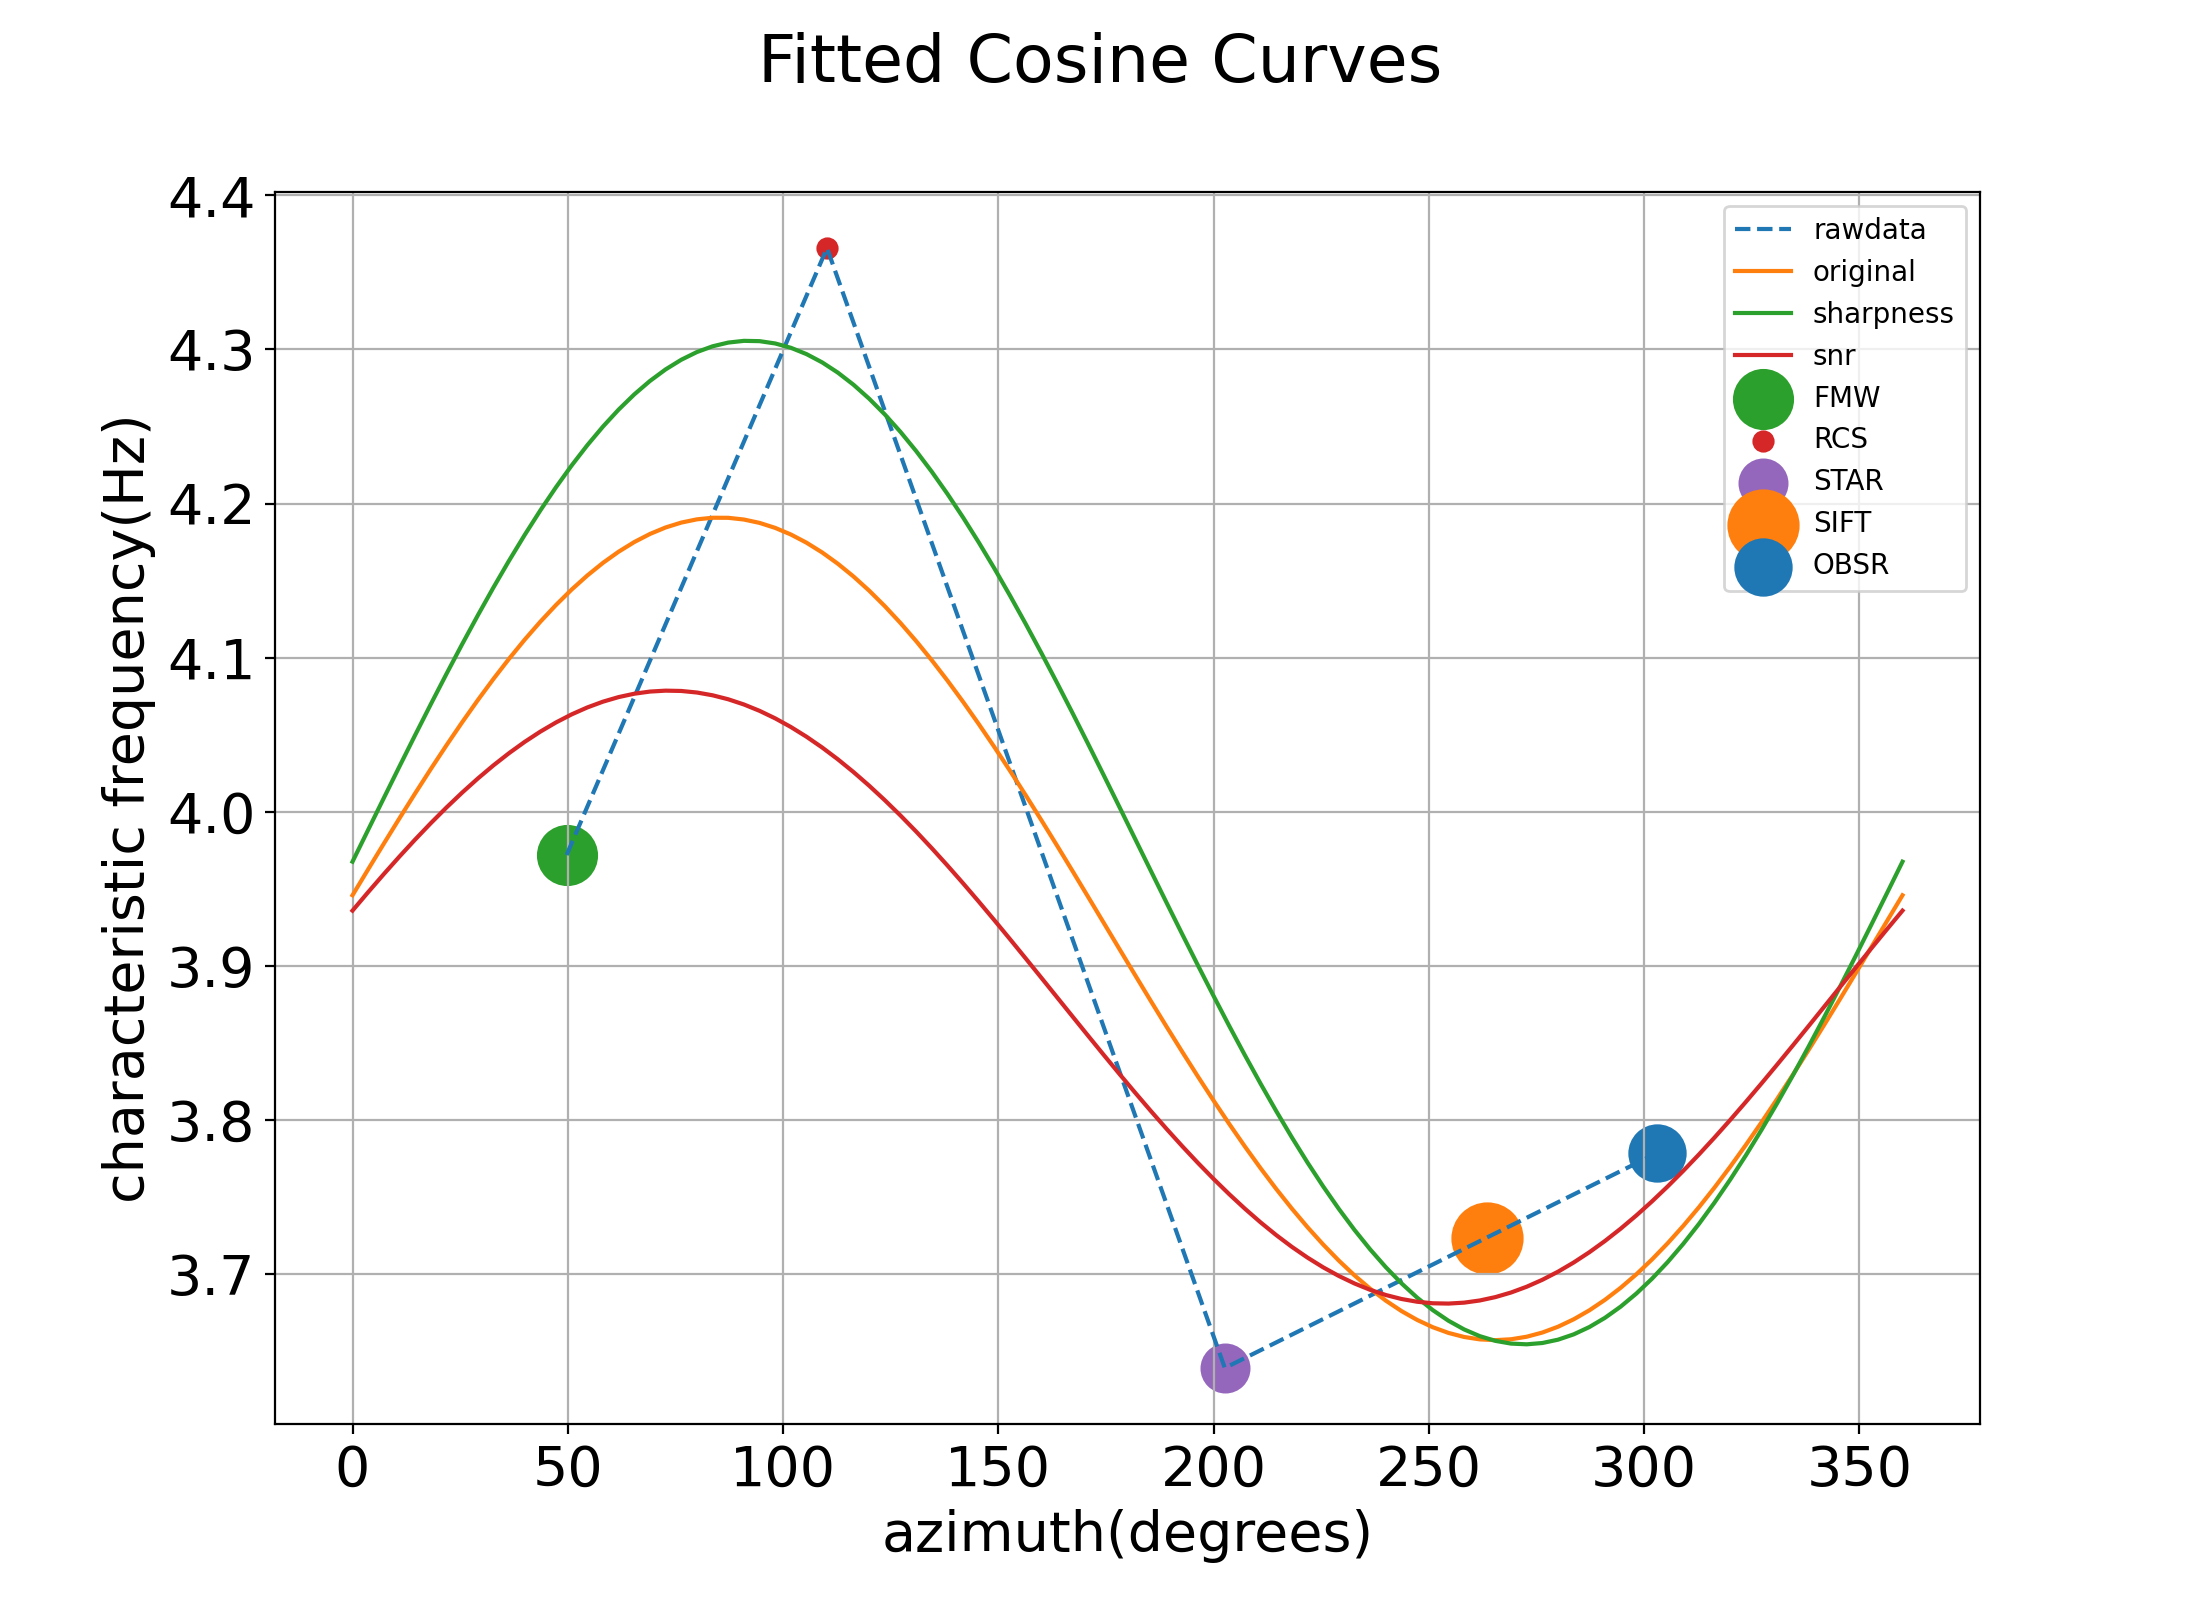 Fitted Cosine Curves
4.4
4.3
4.2
4.1
4.0
3.9
3.8
3.7
characteristic frequency(Hz)
rawdata
original
sharpness
snr
FMW
RCS
STAR
SIFT
OBSR
0 50 100 150 200 250 300 350
azimuth(degrees)